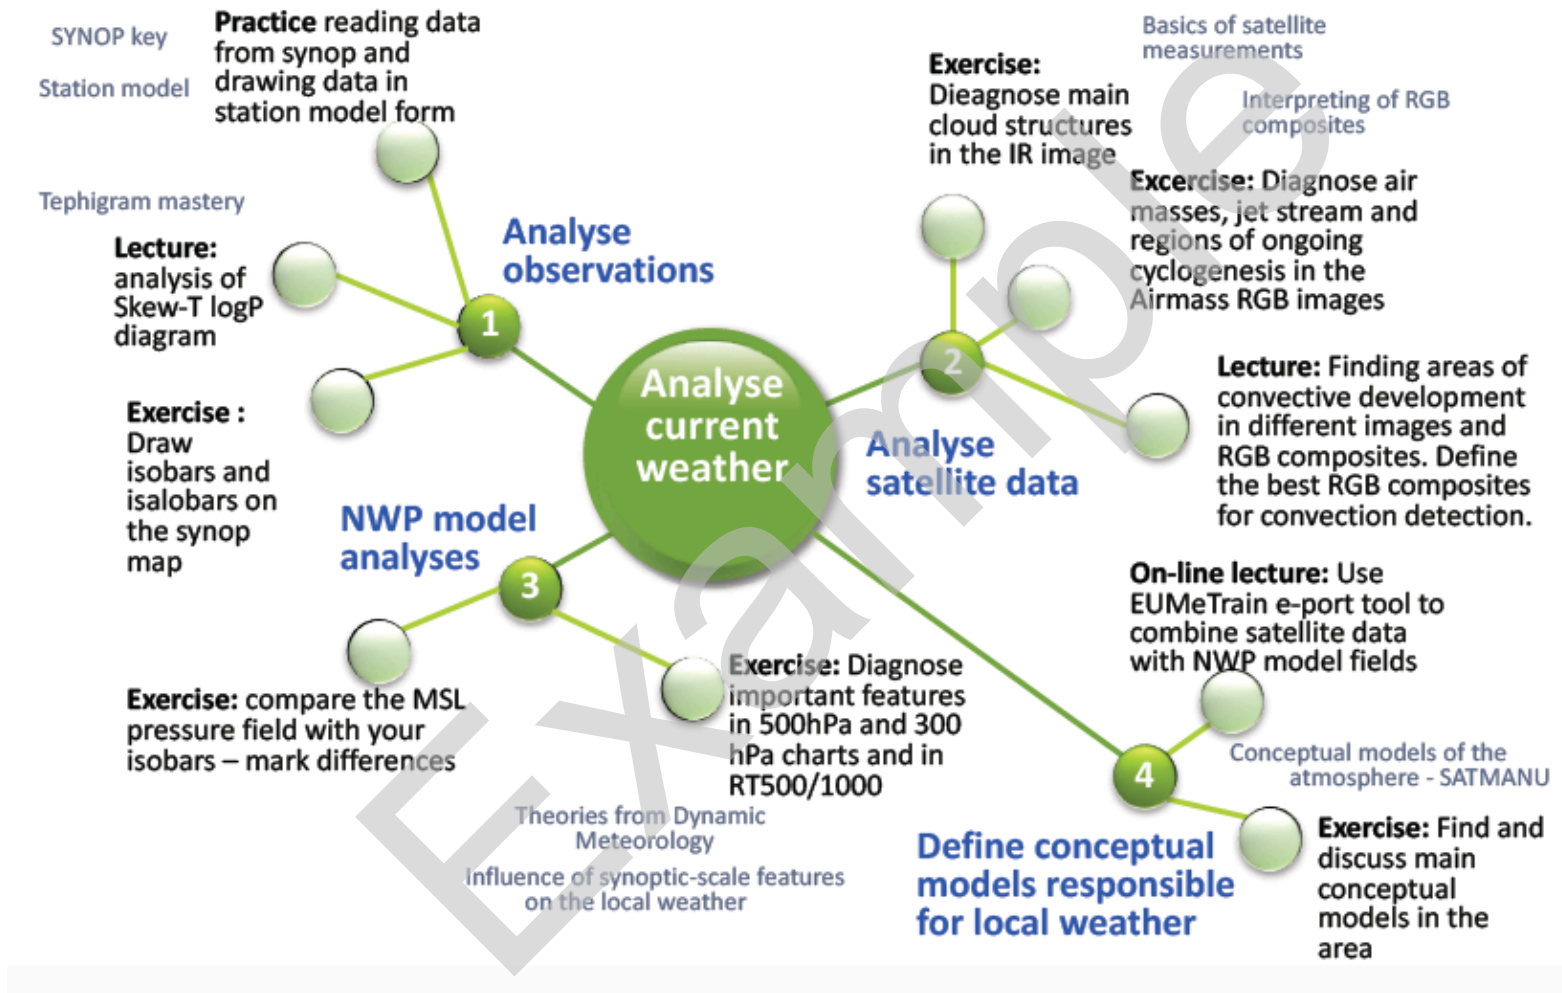 SYNOP key
Station model
Practice reading data
from synop and
drawing data in
station model form
Tephigram mastery
Lecture:
analysis of
Skew-T logP
diagram
Exercise :
Draw
isobars and
isalobars on
the synop
map
Analyse
observations
1
Analyse
current
weather
Exercise:
Dieagnose main
cloud structures
in the IR image
Basics of satellite
measurements
Interpreting of RGB
composites
Excercise: Diagnose air
masses, jet stream and
regions of ongoing
cyclogenesis in the
Airmass RGB images
2
Analyse
satellite data
Lecture: Finding areas of
convective development
in different images and
RGB composites. Define
the best RGB composites
for convection detection.
NWP model
analyses
3
Exercise: compare the MSL
pressure field with your
isobars – mark differences
Exercise: Diagnose
important features
in 500hPa and 300
hPa charts and in
RT500/1000
Theories from Dynamic
Meteorology
Influence of synoptic-scale features
on the local weather
On-line lecture: Use
EUMeTrain e-port tool to
combine satellite data
with NWP model fields
4
Conceptual models of the
atmosphere - SATMANU
Define conceptual
models responsible
for local weather
Exercise: Find and
discuss main
conceptual
models in the
area
Example